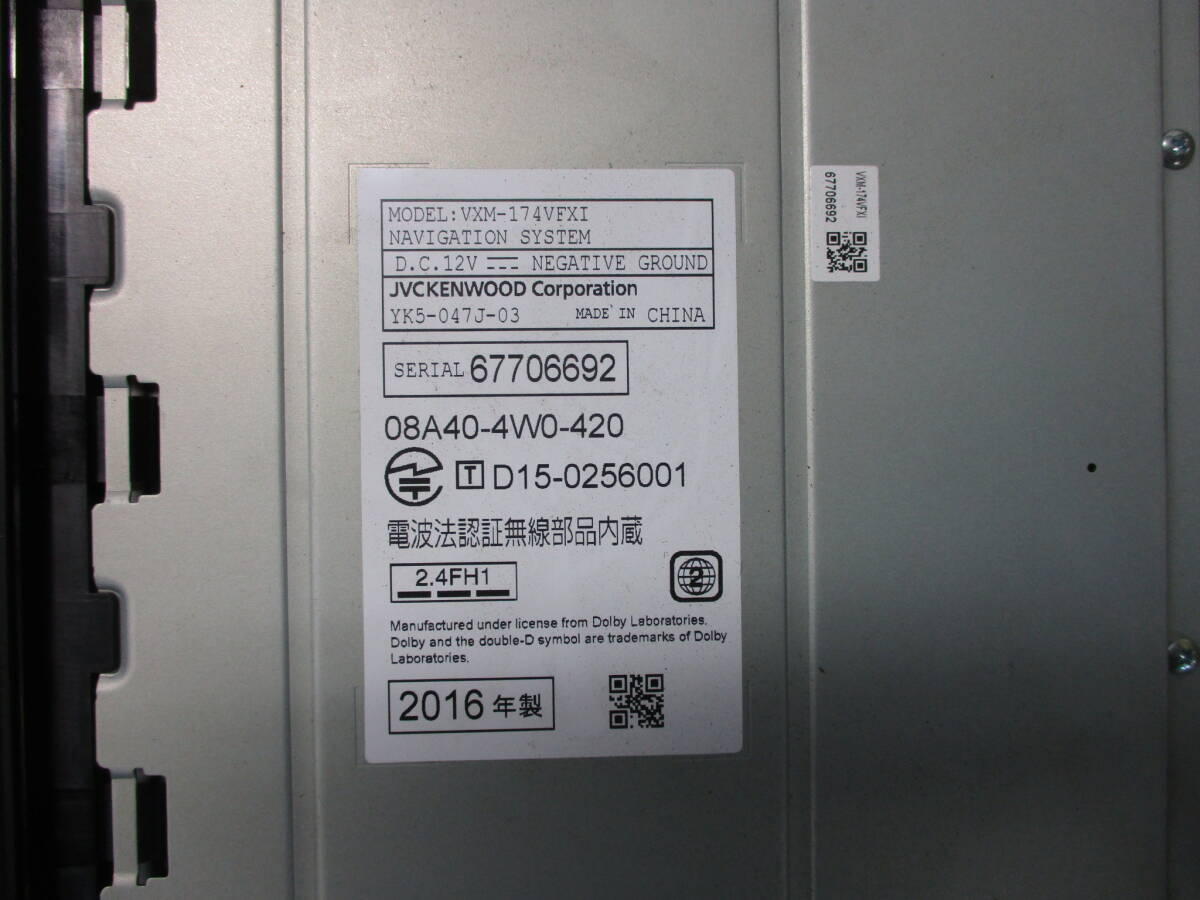 MODEL:VXM-174VFXI
NAVIGATION SYSTEM
D.C.12V NEGATIVE GROUND
JVCKENWOOD Corporation
YK5-047J-03 MADE IN CHINA
SERIAL 67706692
08A40-4W0-420
T D15-0256001
電波法認証無線部品内蔵
2.4FH1
2
Manufactured under license from Dolby Laboratories.
Dolby and the double-D symbol are trademarks of Dolby
Laboratories.
2016 年製
VXM-174VFXI
67706692